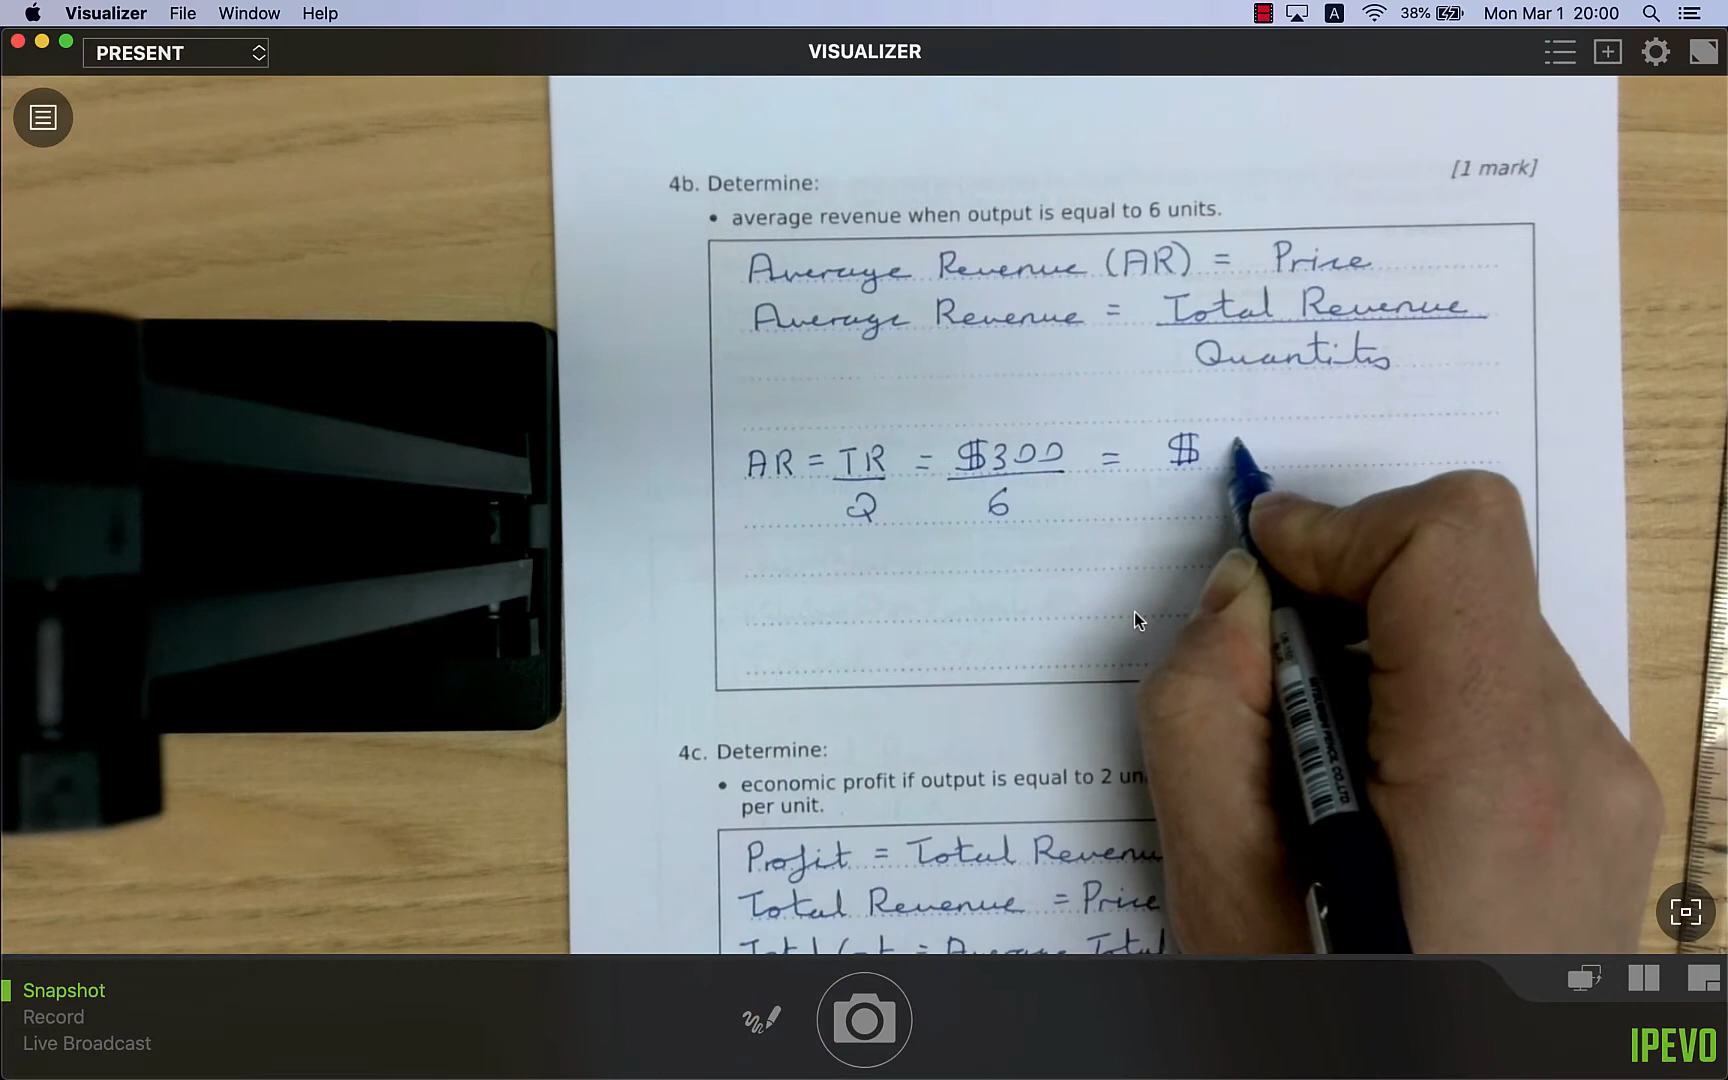 Visualizer File Window Help A 38% Mon Mar 1 20:00
PRESENT VISUALIZER
[1 mark]
4b. Determine:
• average revenue when output is equal to 6 units.
Average Revenue (AR) = Price
Average Revenue = Total Revenue
Quantity
AR = TR = $300 = $
Q 6
4c. Determine:
• economic profit if output is equal to 2 un
per unit.
Profit = Total Revenu
Total Revenue = Price
= Average Total
Snapshot
Record
Live Broadcast
IPEVO